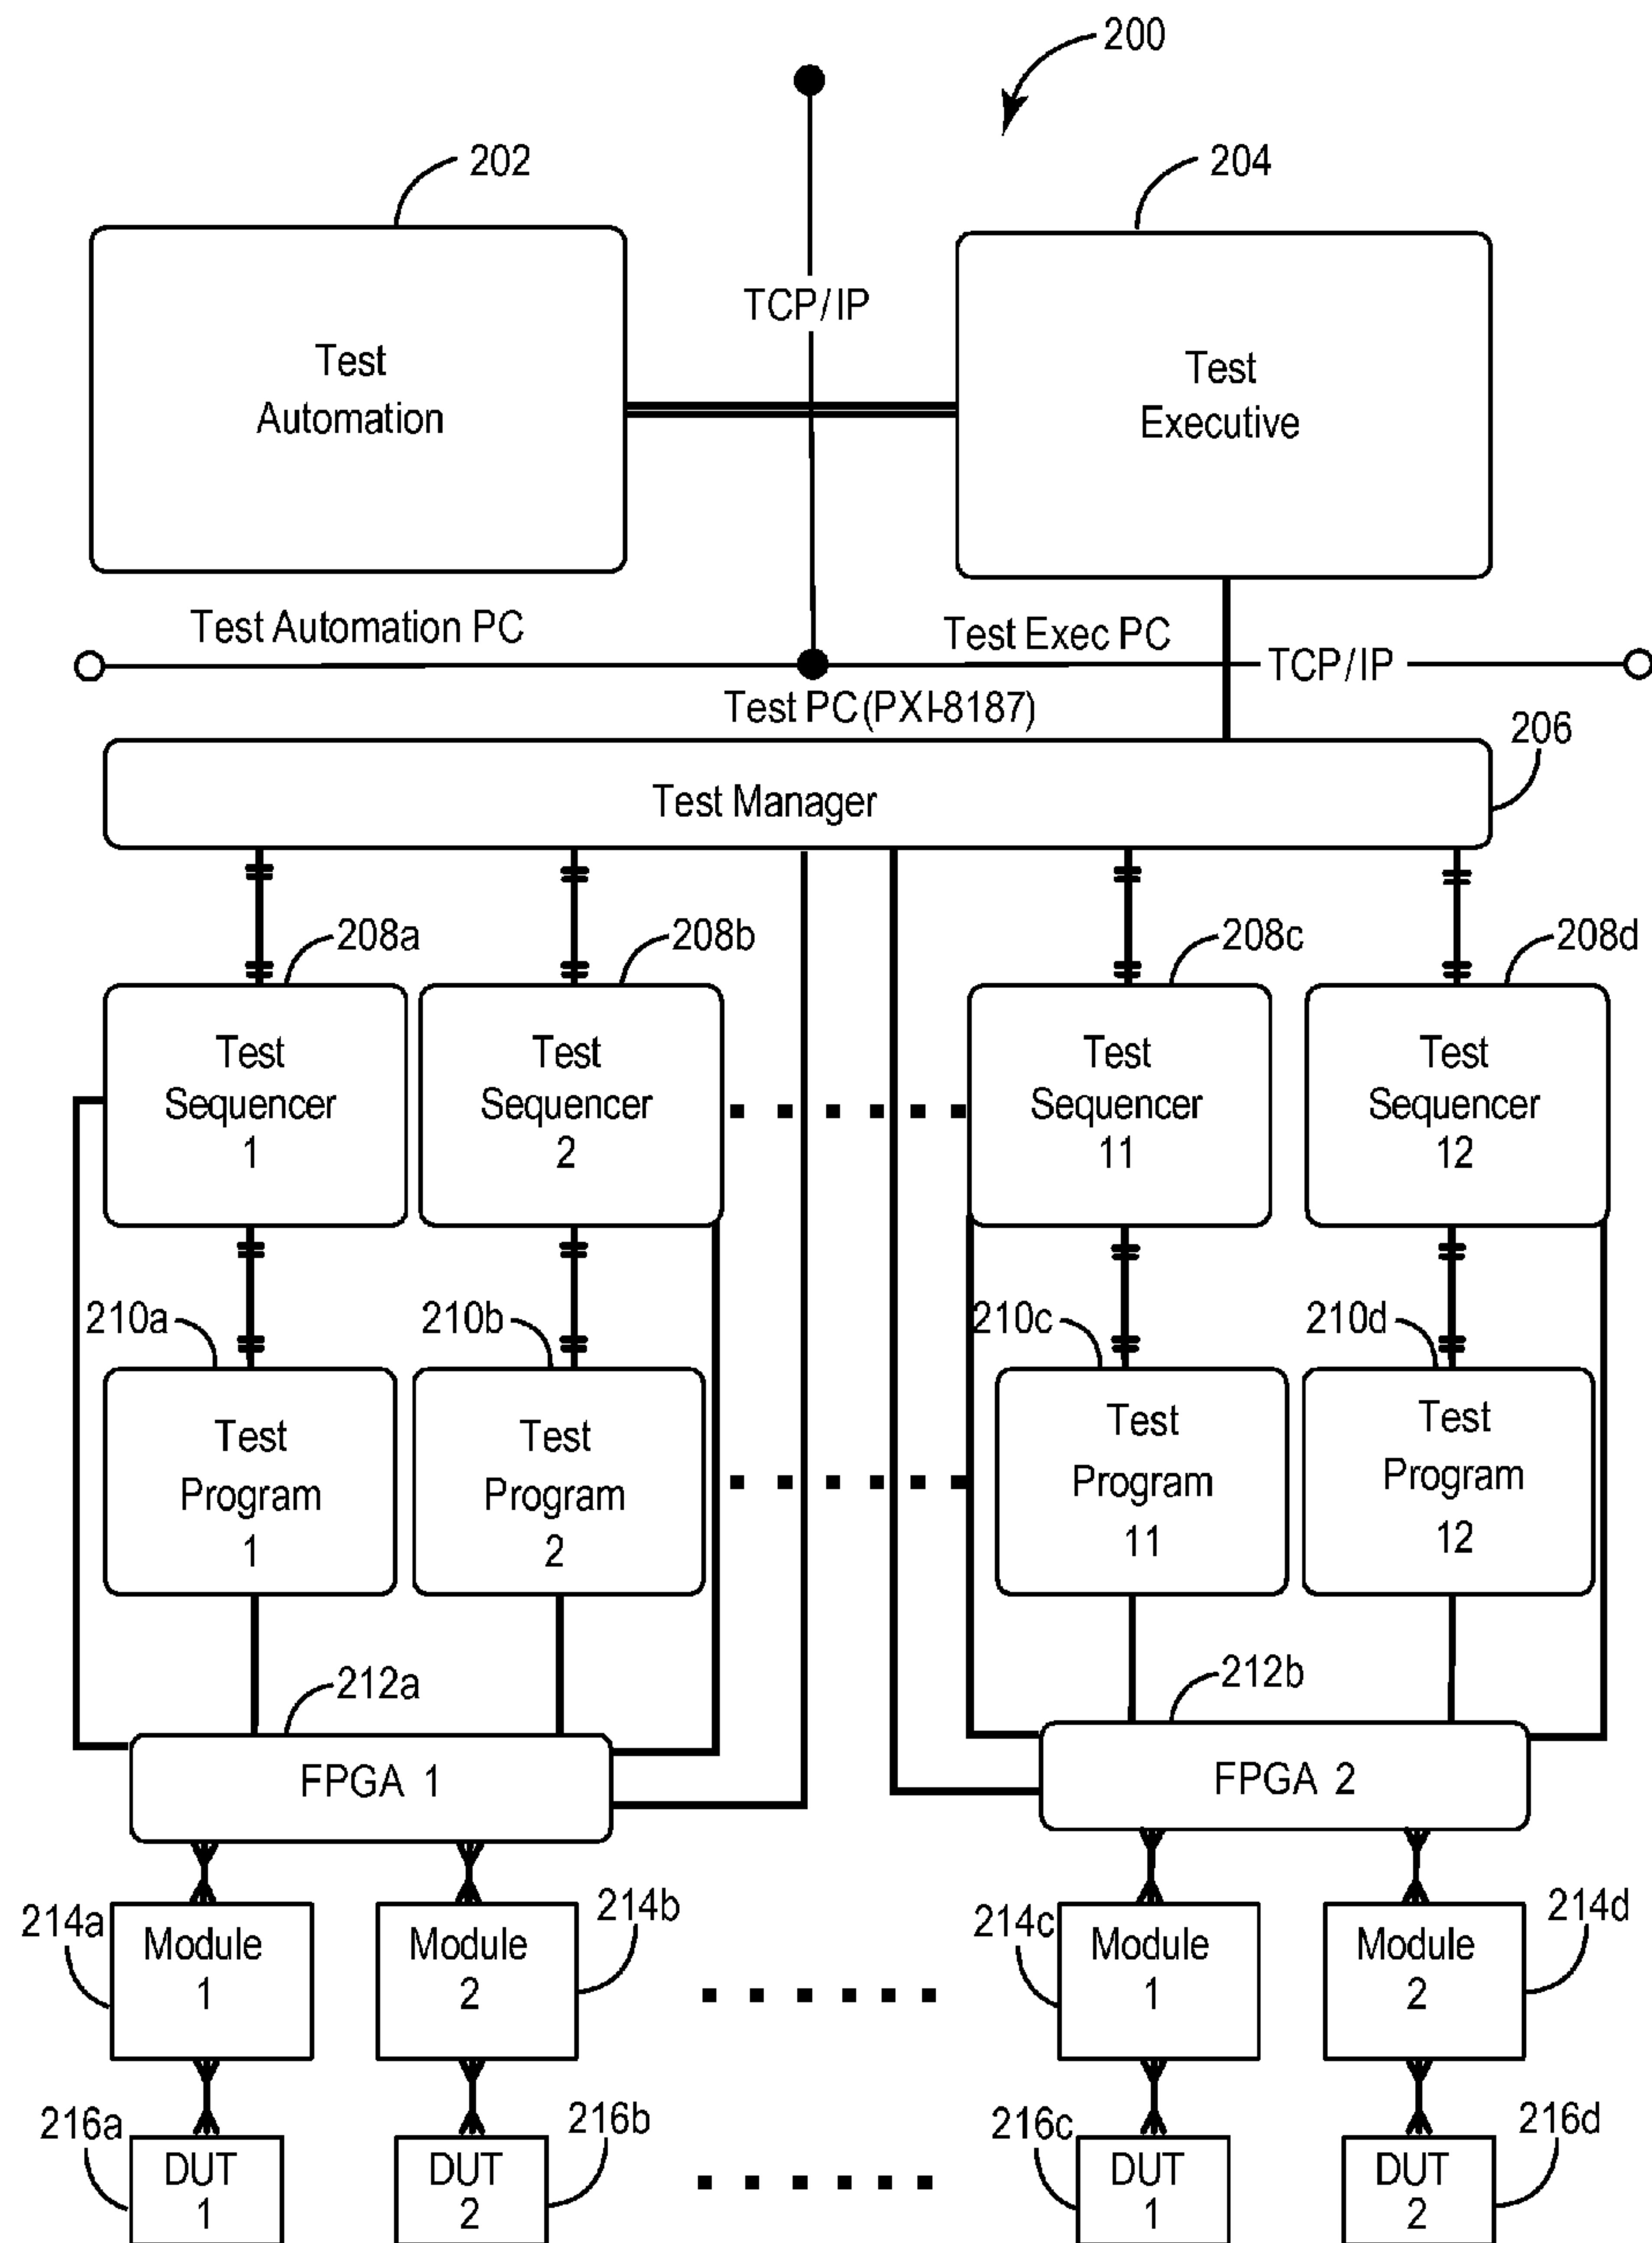 200
202
204
TCP/IP
Test
Automation
Test
Executive
Test Automation PC
Test Exec PC
TCP/IP
Test PC(PXI-8187)
206
Test Manager
208a
208b
208c
208d
Test
Sequencer
1
Test
Sequencer
2
Test
Sequencer
11
Test
Sequencer
12
210a
210b
210c
210d
Test
Program
1
Test
Program
2
Test
Program
11
Test
Program
12
212a
212b
FPGA 1
FPGA 2
214a
Module
1
Module
2
214b
214c
Module
1
Module
2
214d
216a
DUT
1
DUT
2
216b
216c
DUT
1
DUT
2
216d